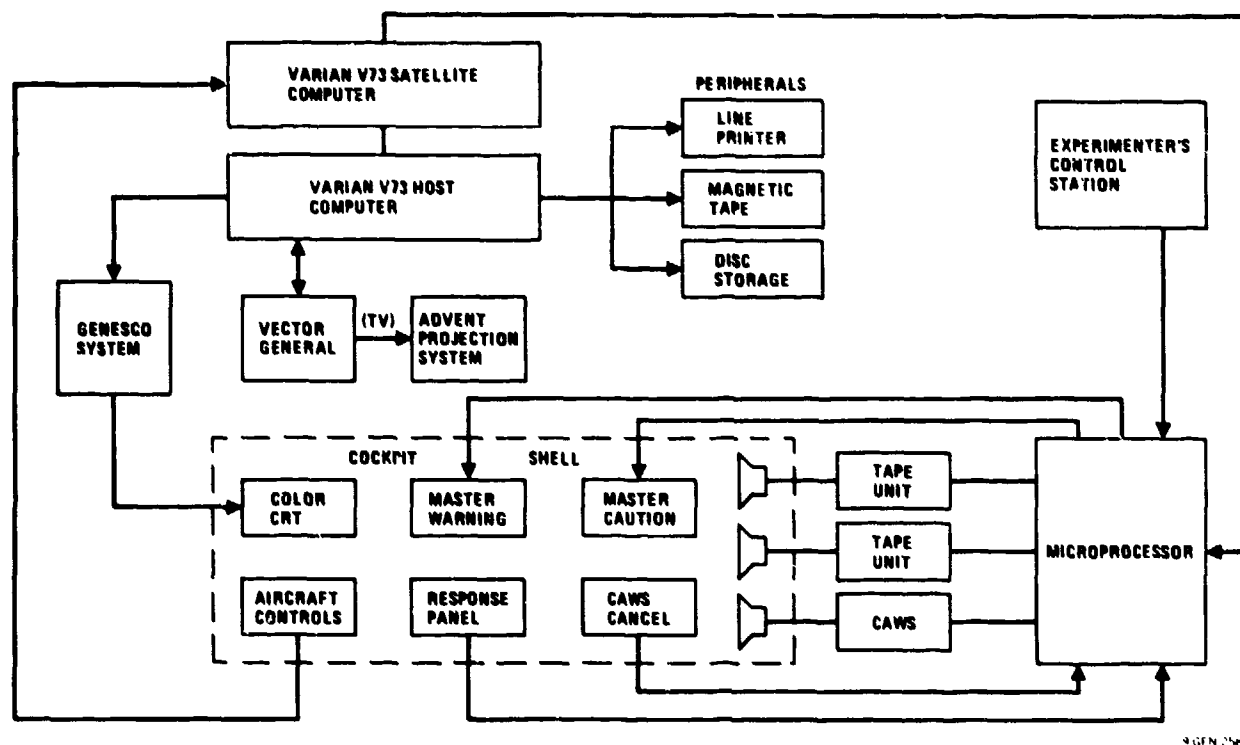 VARIAN V73 SATELLITE
COMPUTER
PERIPHERALS
LINE
PRINTER
EXPERIMENTER'S
CONTROL
STATION
VARIAN V73 HOST
COMPUTER
MAGNETIC
TAPE
DISC
STORAGE
GENESCO
SYSTEM
VECTOR
GENERAL
(TV)
ADVENT
PROJECTION
SYSTEM
COCKPIT SHELL
COLOR
CRT
MASTER
WARNING
MASTER
CAUTION
TAPE
UNIT
TAPE
UNIT
MICROPROCESSOR
AIRCRAFT
CONTROLS
RESPONSE
PANEL
CAWS
CANCEL
CAWS